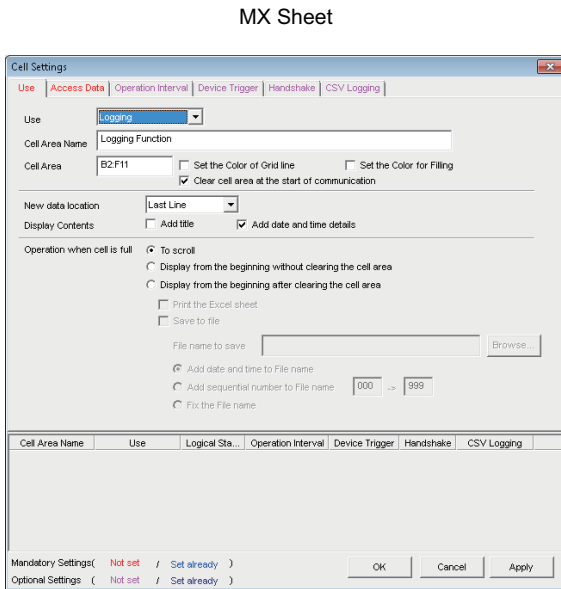 MX Sheet
Cell Settings
Use Access Data Operation Interval Device Trigger Handshake CSV Logging
Use Logging
Cell Area Name Logging Function
Cell Area B2:F11 Set the Color of Grid line Set the Color for Filling
Clear cell area at the start of communication
New data location Last Line
Display Contents Add title Add date and time details
Operation when cell is full To scroll
Display from the beginning without clearing the cell area
Display from the beginning after clearing the cell area
Print the Excel sheet
Save to file
File name to save Browse...
Add date and time to File name
Add sequential number to File name 000 -> 999
Fix the File name
Cell Area Name Use Logical Sta... Operation Interval Device Trigger Handshake CSV Logging
Mandatory Settings( Not set / Set already )
Optional Settings ( Not set / Set already )
OK Cancel Apply